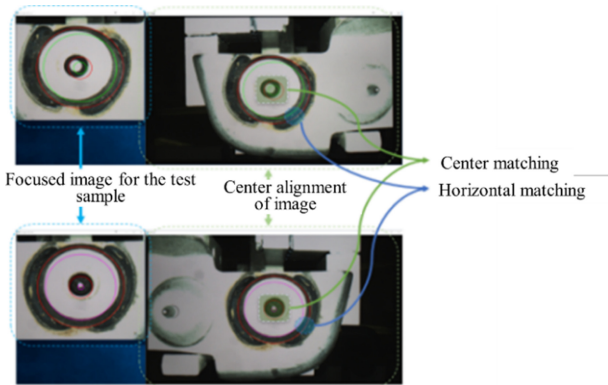 Focused image for the test
sample
Center alignment
of image
Center matching
Horizontal matching